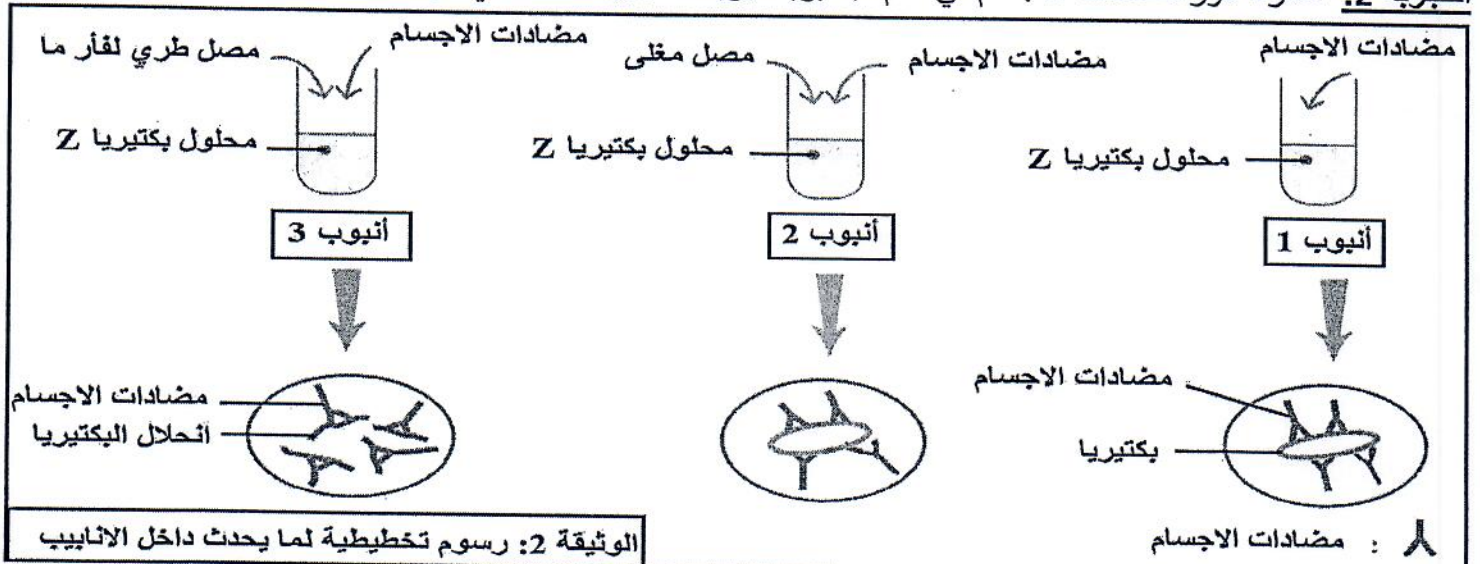 مضادات الاجسام
محلول بكتيريا Z
أنبوب 1
مضادات الاجسام
بكتيريا
: مضادات الاجسام
مضادات الاجسام
مصل مغلى
محلول بكتيريا Z
أنبوب 2
مضادات الاجسام
مصل طري لفأر ما
محلول بكتيريا Z
أنبوب 3
مضادات الاجسام
انحلال البكتيريا
الوثيقة 2: رسوم تخطيطية لما يحدث داخل الانابيب